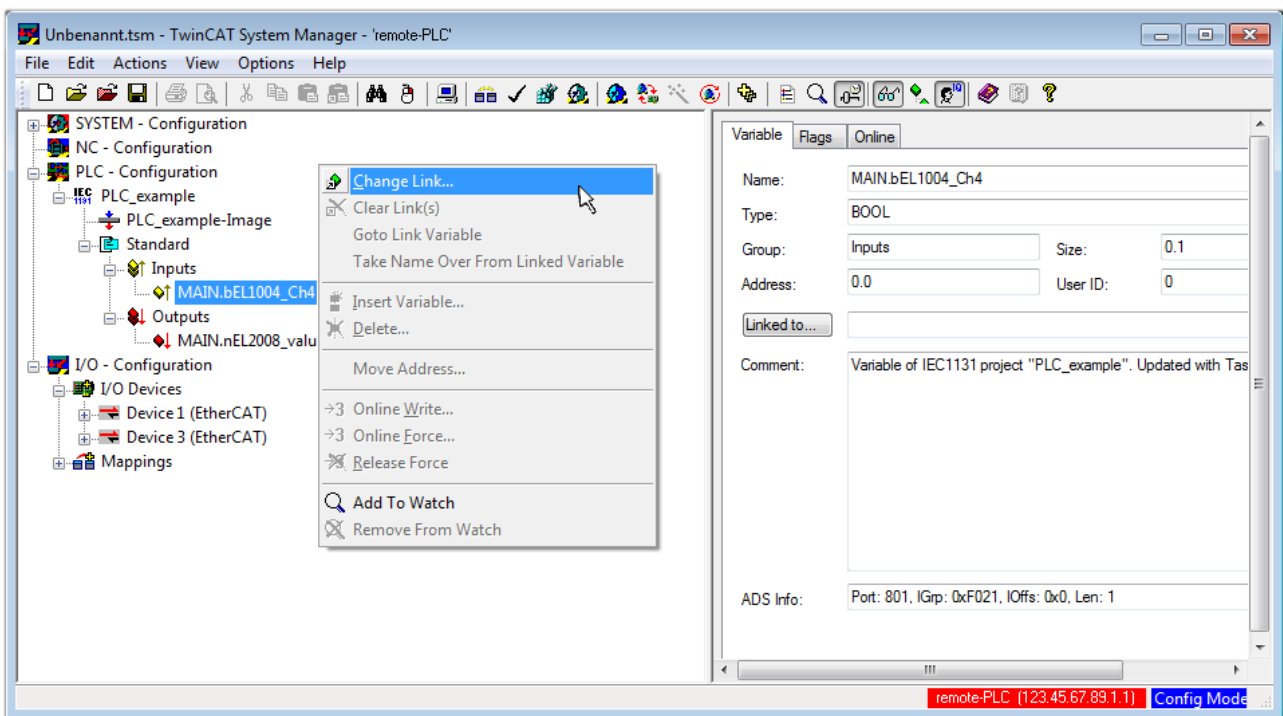 Unbenannt.tsm - TwinCAT System Manager - 'remote-PLC'
File Edit Actions View Options Help
SYSTEM - Configuration
NC - Configuration
PLC - Configuration
IEC 1131 PLC_example
PLC_example-Image
Standard
Inputs
MAIN.bEL1004_Ch4
Outputs
MAIN.nEL2008_valu
I/O - Configuration
I/O Devices
Device 1 (EtherCAT)
Device 3 (EtherCAT)
Mappings
Change Link...
Clear Link(s)
Goto Link Variable
Take Name Over From Linked Variable
Insert Variable...
Delete...
Move Address...
→3 Online Write...
→3 Online Force...
Release Force
Add To Watch
Remove From Watch
Variable Flags Online
Name: MAIN.bEL1004_Ch4
Type: BOOL
Group: Inputs Size: 0.1
Address: 0.0 User ID: 0
Linked to...
Comment: Variable of IEC1131 project "PLC_example". Updated with Tas
ADS Info: Port: 801, IGrp: 0xF021, IOffs: 0x0, Len: 1
remote-PLC (123.45.67.89.1.1) Config Mode